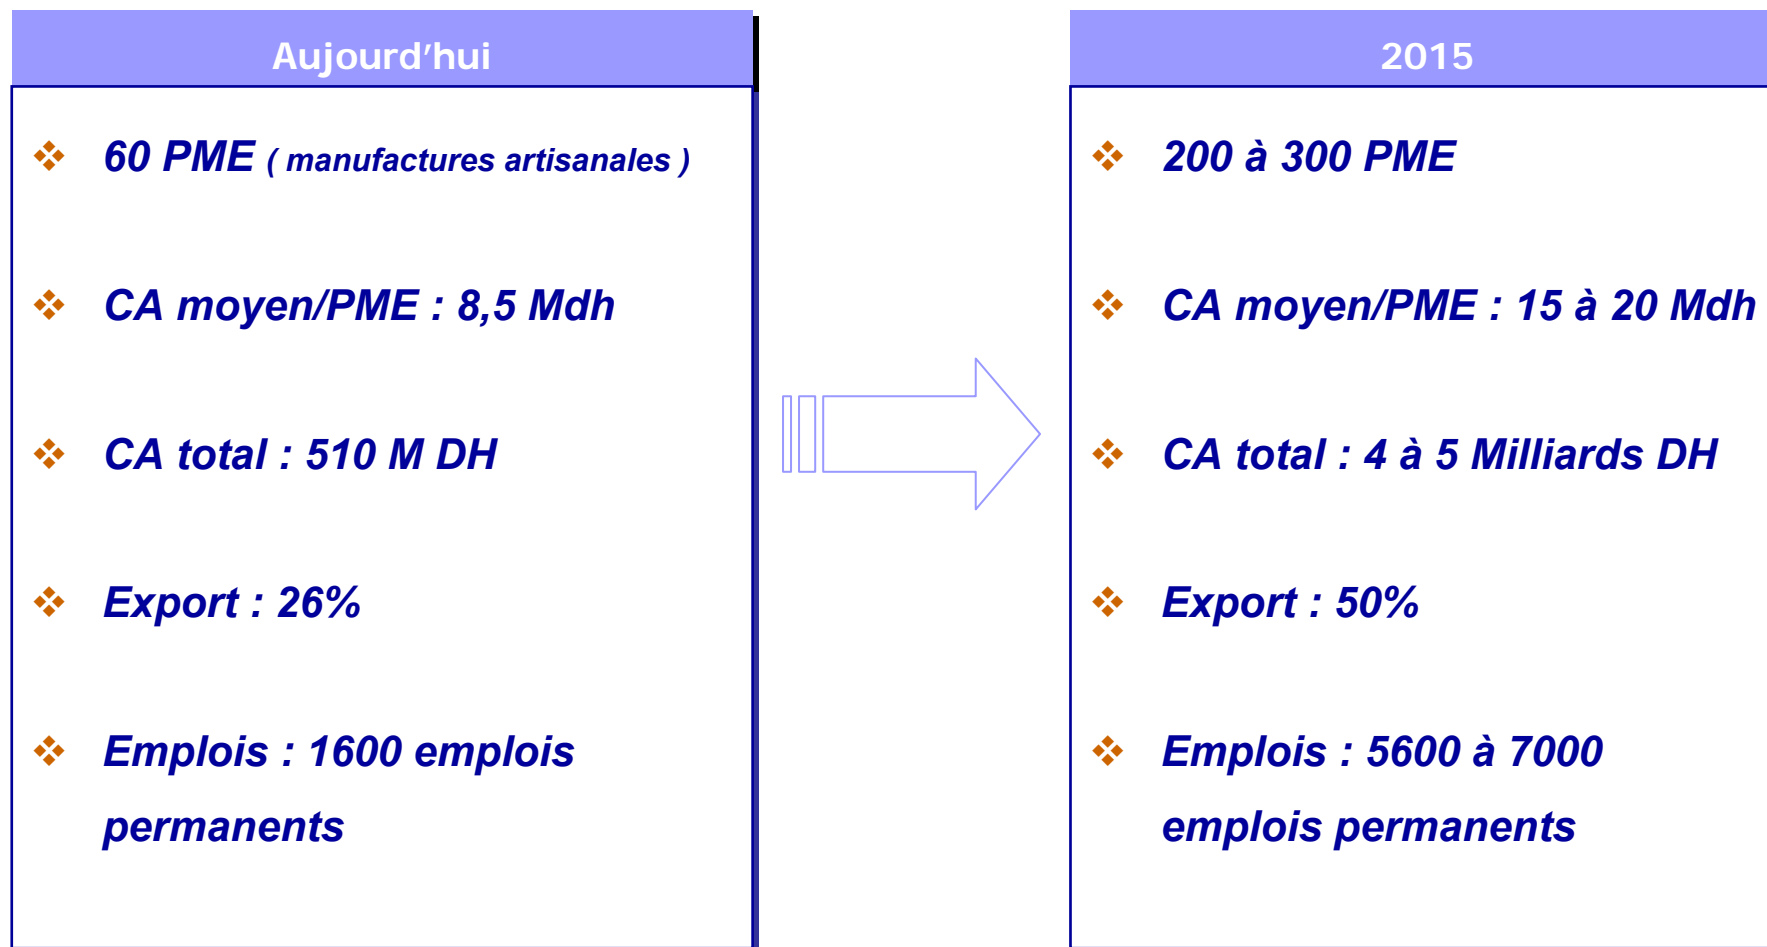 Aujourd’hui
60 PME ( manufactures artisanales )
CA moyen/PME : 8,5 Mdh
CA total : 510 M DH
Export : 26%
Emplois : 1600 emplois
permanents
2015
200 à 300 PME
CA moyen/PME : 15 à 20 Mdh
CA total : 4 à 5 Milliards DH
Export : 50%
Emplois : 5600 à 7000
emplois permanents